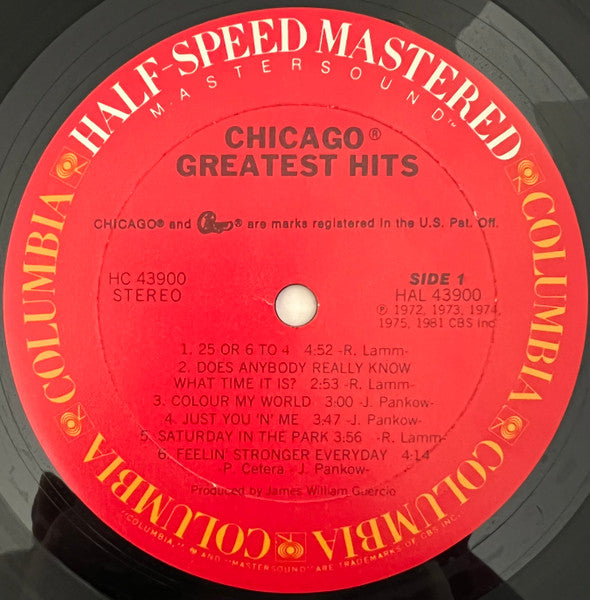 HALF-SPEED MASTERED
MASTERSOUND™
CHICAGO®
GREATEST HITS
CHICAGO® and Chicago® are marks registered in the U.S. Pat. Off.
HC 43900
STEREO
SIDE 1
HAL 43900
℗ 1972, 1973, 1974,
1975, 1981 CBS Inc.
1. 25 OR 6 TO 4 4:52 -R. Lamm-
2. DOES ANYBODY REALLY KNOW
WHAT TIME IT IS? 2:53 -R. Lamm-
3. COLOUR MY WORLD 3:00 -J. Pankow-
4. JUST YOU 'N' ME 3:47 -J. Pankow-
5. SATURDAY IN THE PARK 3:56 -R. Lamm-
6. FEELIN' STRONGER EVERYDAY 4:14
-P. Cetera - J. Pankow-
Produced by James William Guercio
COLUMBIA
COLUMBIA
COLUMBIA
COLUMBIA
COLUMBIA
"COLUMBIA," AND "MASTERSOUND" ARE TRADEMARKS OF CBS INC.